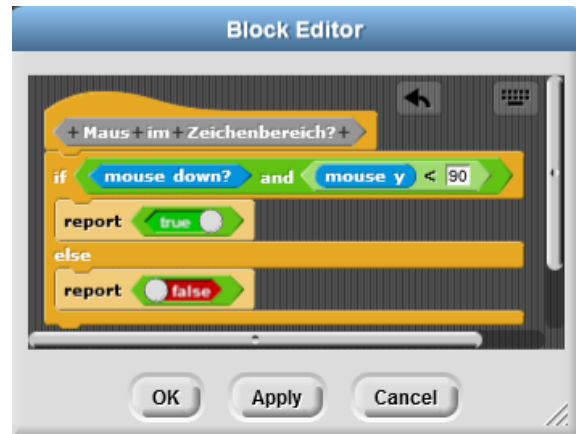 Block Editor
+ Maus + im + Zeichenbereich? +
if mouse down? and mouse y < 90
report true
else
report false
OK Apply Cancel